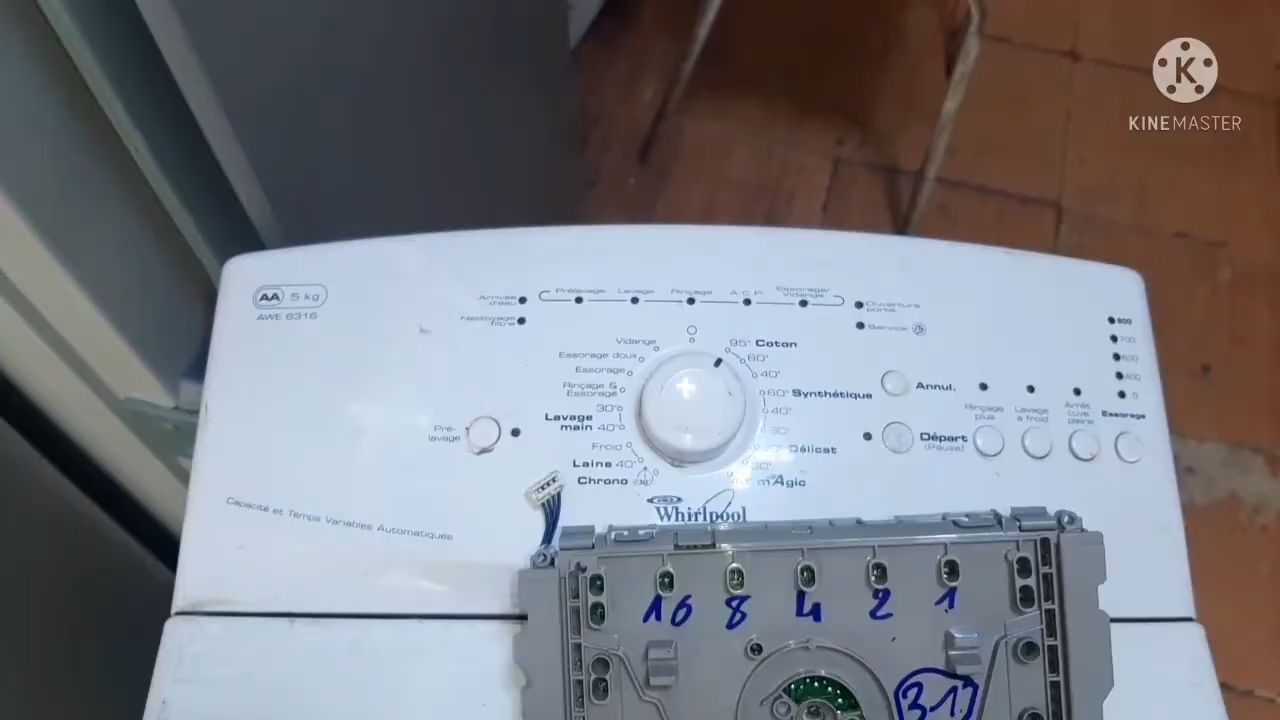 K
KINEMASTER
AA 5 kg
AWE 6316
Arrivée d'eau
Nettoyage filtre
Prélavage
Lavage
Rinçage
A.C.P.
Essorage/
Vidange
Ouverture porte
Service
Vidange
Essorage doux
Essorage
Rinçage &
Essorage
30°
Lavage
main 40°
Froid
Laine 40°
Chrono
95° Coton
60°
40°
60° Synthétique
40°
30°
Délicat
30°
mAgic
Pré-
lavage
Annul.
Départ
(Pause)
Rinçage
plus
Lavage
à froid
Arrêt
cuve
pleine
Essorage
800
700
600
400
0
Capacité et Temps Variables Automatiques
Whirlpool
16 8 4 2 1
31